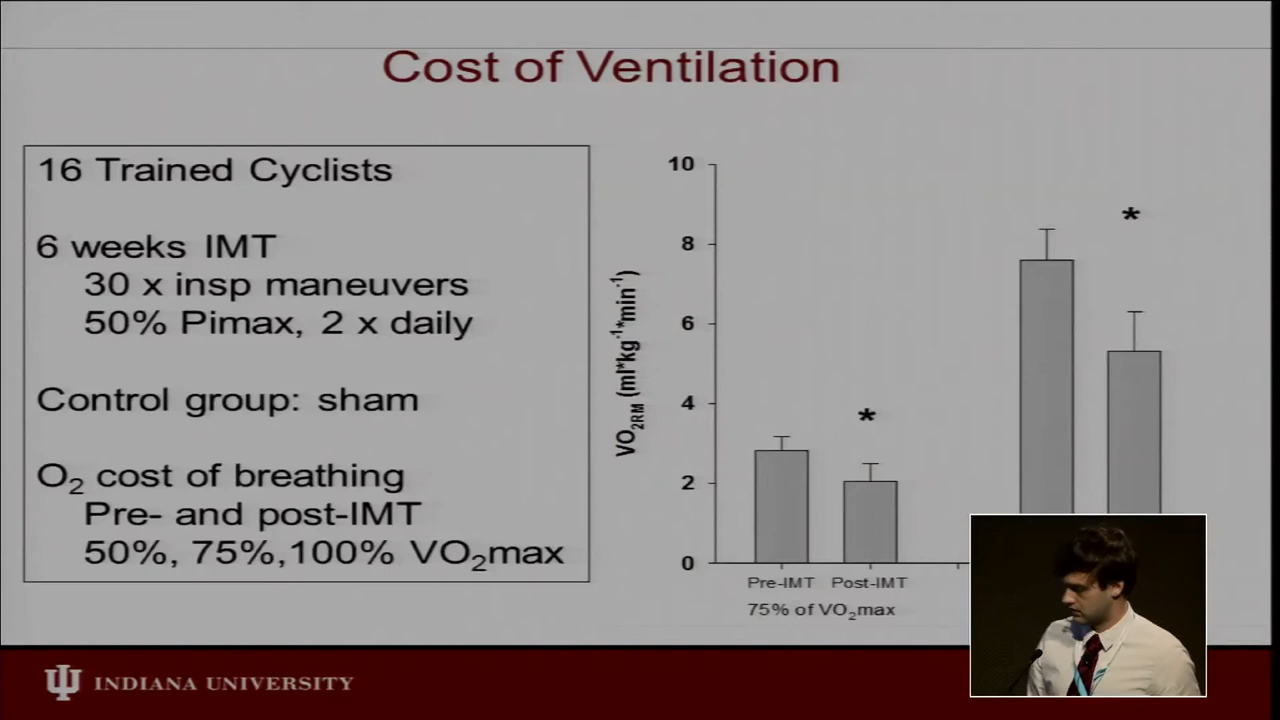 Cost of Ventilation
16 Trained Cyclists
6 weeks IMT
30 x insp maneuvers
50% Pimax, 2 x daily
Control group: sham
O₂ cost of breathing
Pre- and post-IMT
50%, 75%,100% VO₂max
VO₂RM (ml*kg⁻¹*min⁻¹)
10
8
6
4
2
0
*
*
Pre-IMT Post-IMT
75% of VO₂max
INDIANA UNIVERSITY